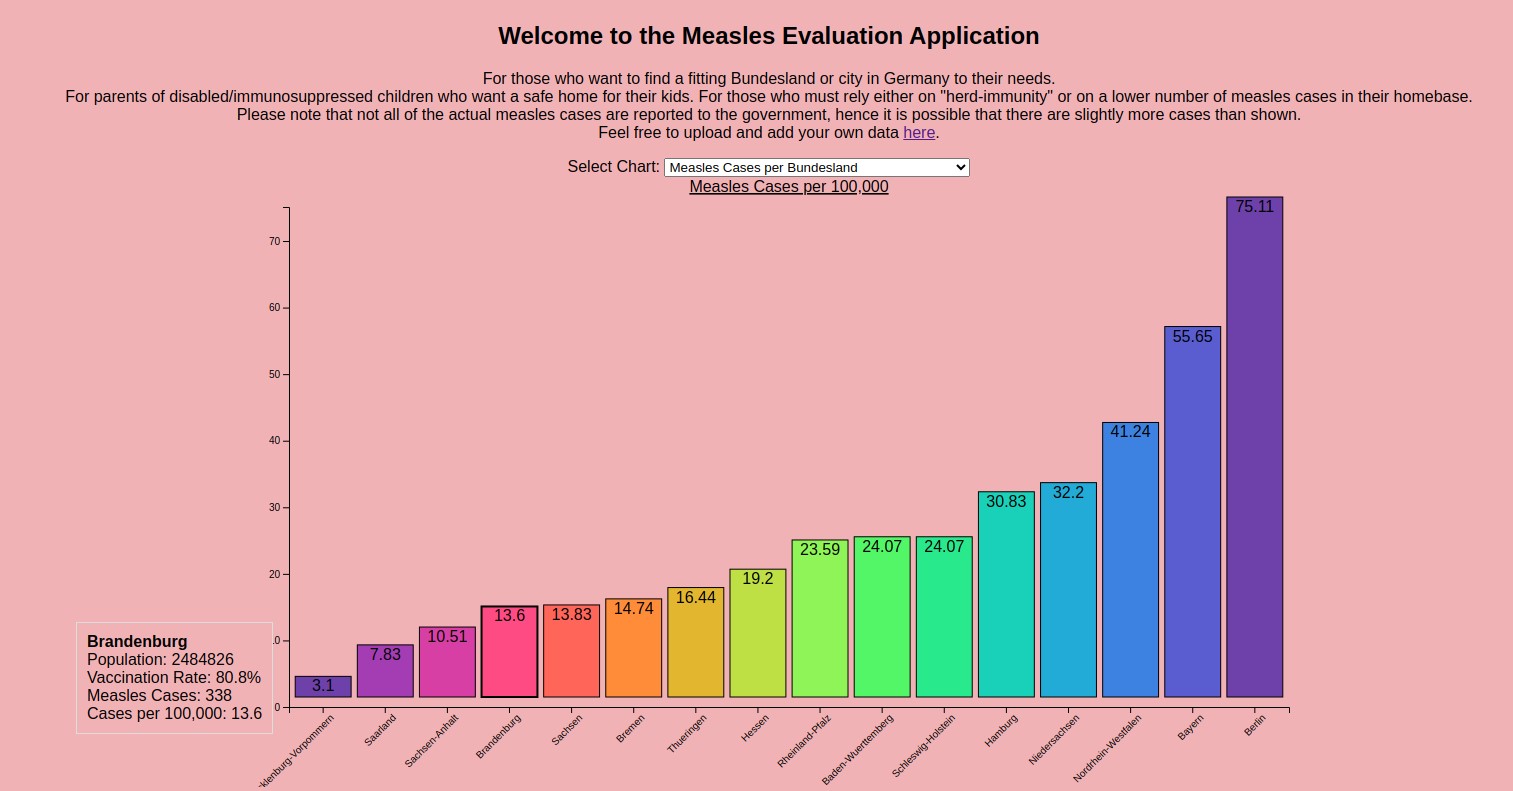 Welcome to the Measles Evaluation Application
For those who want to find a fitting Bundesland or city in Germany to their needs.
For parents of disabled/immunosuppressed children who want a safe home for their kids. For those who must rely either on "herd-immunity" or on a lower number of measles cases in their homebase.
Please note that not all of the actual measles cases are reported to the government, hence it is possible that there are slightly more cases than shown.
Feel free to upload and add your own data here.
Select Chart: Measles Cases per Bundesland
Measles Cases per 100,000
70
60
50
40
30
20
0
3.1
7.83
10.51
13.6
13.83
14.74
16.44
19.2
23.59
24.07
24.07
30.83
32.2
41.24
55.65
75.11
Brandenburg
Population: 2484826
Vaccination Rate: 80.8%
Measles Cases: 338
Cases per 100,000: 13.6
klenburg-Vorpommern
Saarland
Sachsen-Anhalt
Brandenburg
Sachsen
Bremen
Thueringen
Hessen
Rheinland-Pfalz
Baden-Wuerttemberg
Schleswig-Holstein
Hamburg
Niedersachsen
Nordrhein-Westfalen
Bayern
Berlin